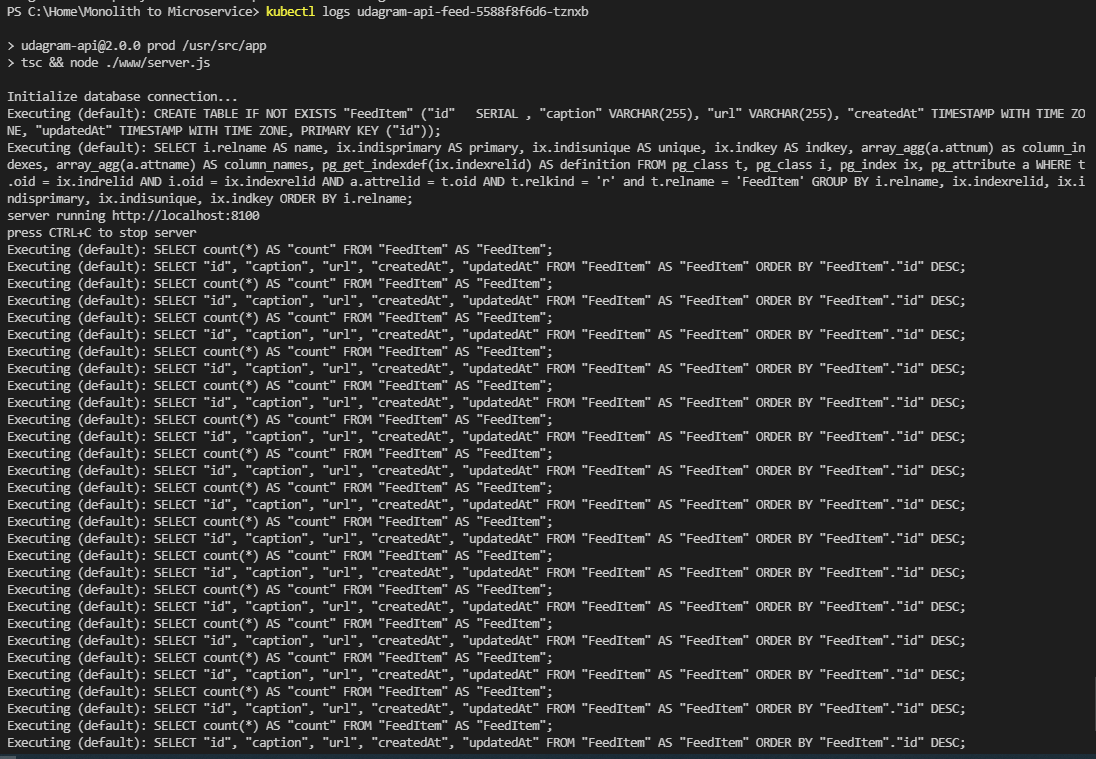 PS C:\Home\Monolith to Microservice> kubectl logs udagram-api-feed-5588f8f6d6-tznxb
> udagram-api@2.0.0 prod /usr/src/app
> tsc && node ./www/server.js
Initialize database connection...
Executing (default): CREATE TABLE IF NOT EXISTS "FeedItem" ("id"   SERIAL , "caption" VARCHAR(255), "url" VARCHAR(255), "createdAt" TIMESTAMP WITH TIME ZO
NE, "updatedAt" TIMESTAMP WITH TIME ZONE, PRIMARY KEY ("id"));
Executing (default): SELECT i.relname AS name, ix.indisprimary AS primary, ix.indisunique AS unique, ix.indkey AS indkey, array_agg(a.attnum) as column_in
dexes, array_agg(a.attname) AS column_names, pg_get_indexdef(ix.indexrelid) AS definition FROM pg_class t, pg_class i, pg_index ix, pg_attribute a WHERE t
.oid = ix.indrelid AND i.oid = ix.indexrelid AND a.attrelid = t.oid AND t.relkind = 'r' and t.relname = 'FeedItem' GROUP BY i.relname, ix.indexrelid, ix.i
ndisprimary, ix.indisunique, ix.indkey ORDER BY i.relname;
server running http://localhost:8100
press CTRL+C to stop server
Executing (default): SELECT count(*) AS "count" FROM "FeedItem" AS "FeedItem";
Executing (default): SELECT "id", "caption", "url", "createdAt", "updatedAt" FROM "FeedItem" AS "FeedItem" ORDER BY "FeedItem"."id" DESC;
Executing (default): SELECT count(*) AS "count" FROM "FeedItem" AS "FeedItem";
Executing (default): SELECT "id", "caption", "url", "createdAt", "updatedAt" FROM "FeedItem" AS "FeedItem" ORDER BY "FeedItem"."id" DESC;
Executing (default): SELECT count(*) AS "count" FROM "FeedItem" AS "FeedItem";
Executing (default): SELECT "id", "caption", "url", "createdAt", "updatedAt" FROM "FeedItem" AS "FeedItem" ORDER BY "FeedItem"."id" DESC;
Executing (default): SELECT count(*) AS "count" FROM "FeedItem" AS "FeedItem";
Executing (default): SELECT "id", "caption", "url", "createdAt", "updatedAt" FROM "FeedItem" AS "FeedItem" ORDER BY "FeedItem"."id" DESC;
Executing (default): SELECT count(*) AS "count" FROM "FeedItem" AS "FeedItem";
Executing (default): SELECT "id", "caption", "url", "createdAt", "updatedAt" FROM "FeedItem" AS "FeedItem" ORDER BY "FeedItem"."id" DESC;
Executing (default): SELECT count(*) AS "count" FROM "FeedItem" AS "FeedItem";
Executing (default): SELECT "id", "caption", "url", "createdAt", "updatedAt" FROM "FeedItem" AS "FeedItem" ORDER BY "FeedItem"."id" DESC;
Executing (default): SELECT count(*) AS "count" FROM "FeedItem" AS "FeedItem";
Executing (default): SELECT "id", "caption", "url", "createdAt", "updatedAt" FROM "FeedItem" AS "FeedItem" ORDER BY "FeedItem"."id" DESC;
Executing (default): SELECT count(*) AS "count" FROM "FeedItem" AS "FeedItem";
Executing (default): SELECT "id", "caption", "url", "createdAt", "updatedAt" FROM "FeedItem" AS "FeedItem" ORDER BY "FeedItem"."id" DESC;
Executing (default): SELECT count(*) AS "count" FROM "FeedItem" AS "FeedItem";
Executing (default): SELECT "id", "caption", "url", "createdAt", "updatedAt" FROM "FeedItem" AS "FeedItem" ORDER BY "FeedItem"."id" DESC;
Executing (default): SELECT count(*) AS "count" FROM "FeedItem" AS "FeedItem";
Executing (default): SELECT "id", "caption", "url", "createdAt", "updatedAt" FROM "FeedItem" AS "FeedItem" ORDER BY "FeedItem"."id" DESC;
Executing (default): SELECT count(*) AS "count" FROM "FeedItem" AS "FeedItem";
Executing (default): SELECT "id", "caption", "url", "createdAt", "updatedAt" FROM "FeedItem" AS "FeedItem" ORDER BY "FeedItem"."id" DESC;
Executing (default): SELECT count(*) AS "count" FROM "FeedItem" AS "FeedItem";
Executing (default): SELECT "id", "caption", "url", "createdAt", "updatedAt" FROM "FeedItem" AS "FeedItem" ORDER BY "FeedItem"."id" DESC;
Executing (default): SELECT count(*) AS "count" FROM "FeedItem" AS "FeedItem";
Executing (default): SELECT "id", "caption", "url", "createdAt", "updatedAt" FROM "FeedItem" AS "FeedItem" ORDER BY "FeedItem"."id" DESC;
Executing (default): SELECT count(*) AS "count" FROM "FeedItem" AS "FeedItem";
Executing (default): SELECT "id", "caption", "url", "createdAt", "updatedAt" FROM "FeedItem" AS "FeedItem" ORDER BY "FeedItem"."id" DESC;
Executing (default): SELECT count(*) AS "count" FROM "FeedItem" AS "FeedItem";
Executing (default): SELECT "id", "caption", "url", "createdAt", "updatedAt" FROM "FeedItem" AS "FeedItem" ORDER BY "FeedItem"."id" DESC;